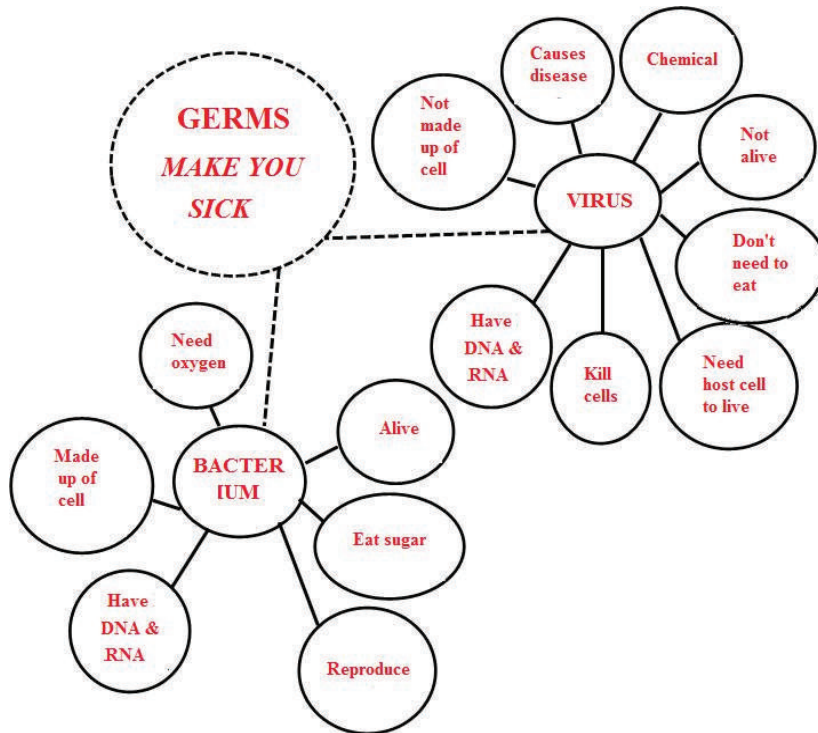 GERMS
MAKE YOU
SICK
Causes
disease
Chemical
Not
made
up of
cell
Not
alive
VIRUS
Don't
need to
eat
Have
DNA &
RNA
Kill
cells
Need
host cell
to live
Need
oxygen
Alive
Made
up of
cell
BACTER
IUM
Eat sugar
Have
DNA &
RNA
Reproduce